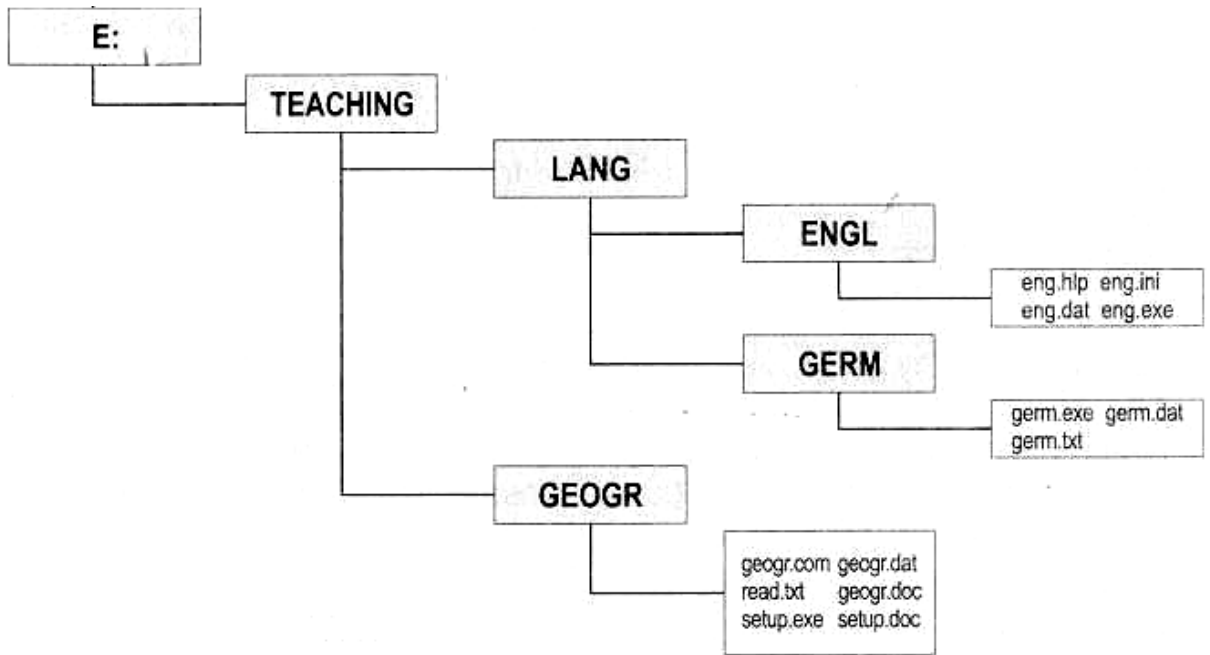 E:
TEACHING
LANG
ENGL
eng.hlp eng.ini
eng.dat eng.exe
GERM
germ.exe germ.dat
germ.txt
GEOGR
geogr.com geogr.dat
read.txt geogr.doc
setup.exe setup.doc